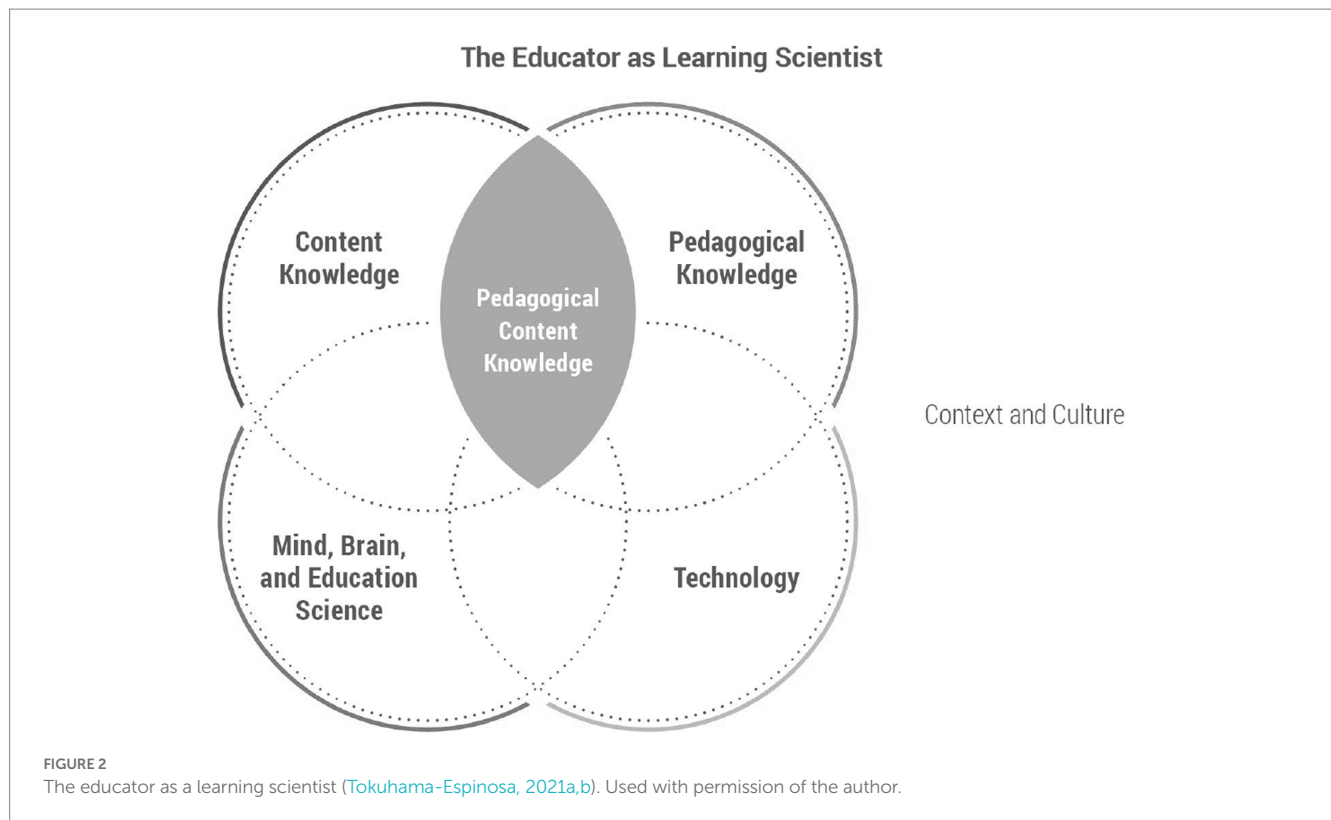 The Educator as Learning Scientist
Content
Knowledge
Pedagogical
Knowledge
Pedagogical
Content
Knowledge
Context and Culture
Mind, Brain,
and Education
Science
Technology
FIGURE 2
The educator as a learning scientist (Tokuhama-Espinosa, 2021a,b). Used with permission of the author.